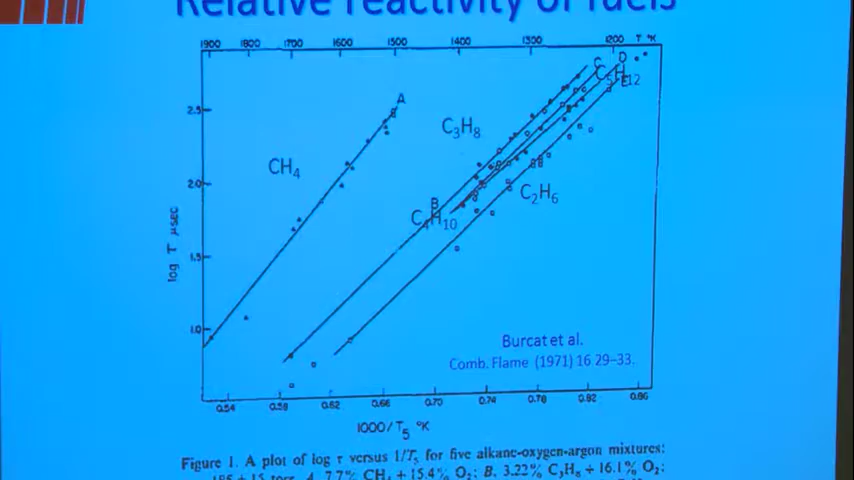 Relative reactivity of fuels
1900 1800 1700 1600 1500 1400 1300 1200 T °K
A
C
D
C5H12
E
2.5
C3H8
CH4
2.0
C2H6
B
C4H10
log τ μsec
1.5
1.0
Burcat et al.
Comb. Flame (1971) 16 29–33.
0.54 0.58 0.62 0.66 0.70 0.74 0.78 0.82 0.86
1000/T5 °K
Figure 1. A plot of log τ versus 1/T5 for five alkane-oxygen-argon mixtures:
185 + 15 torr. A, 7.7% CH4 + 15.4% O2; B, 3.22% C3H8 + 16.1% O2;